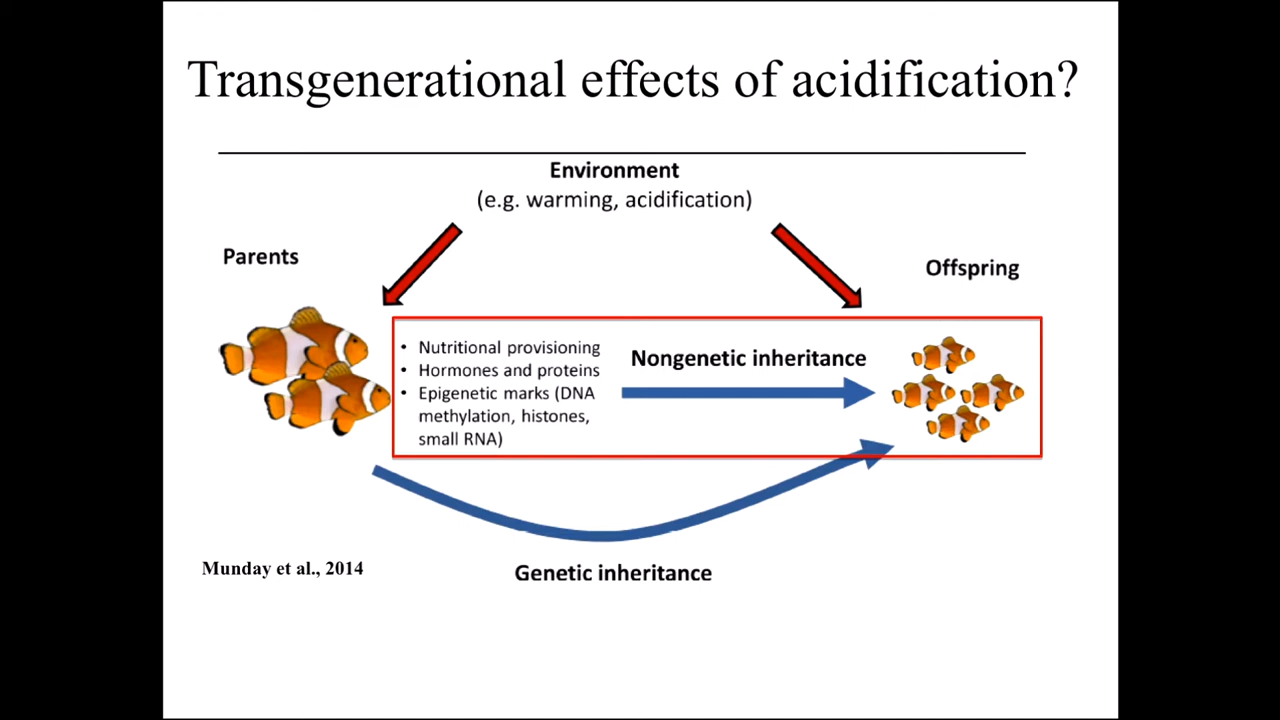 Transgenerational effects of acidification?
Environment
(e.g. warming, acidification)
Parents
Offspring
• Nutritional provisioning
• Hormones and proteins
• Epigenetic marks (DNA
methylation, histones,
small RNA)
Nongenetic inheritance
Munday et al., 2014
Genetic inheritance